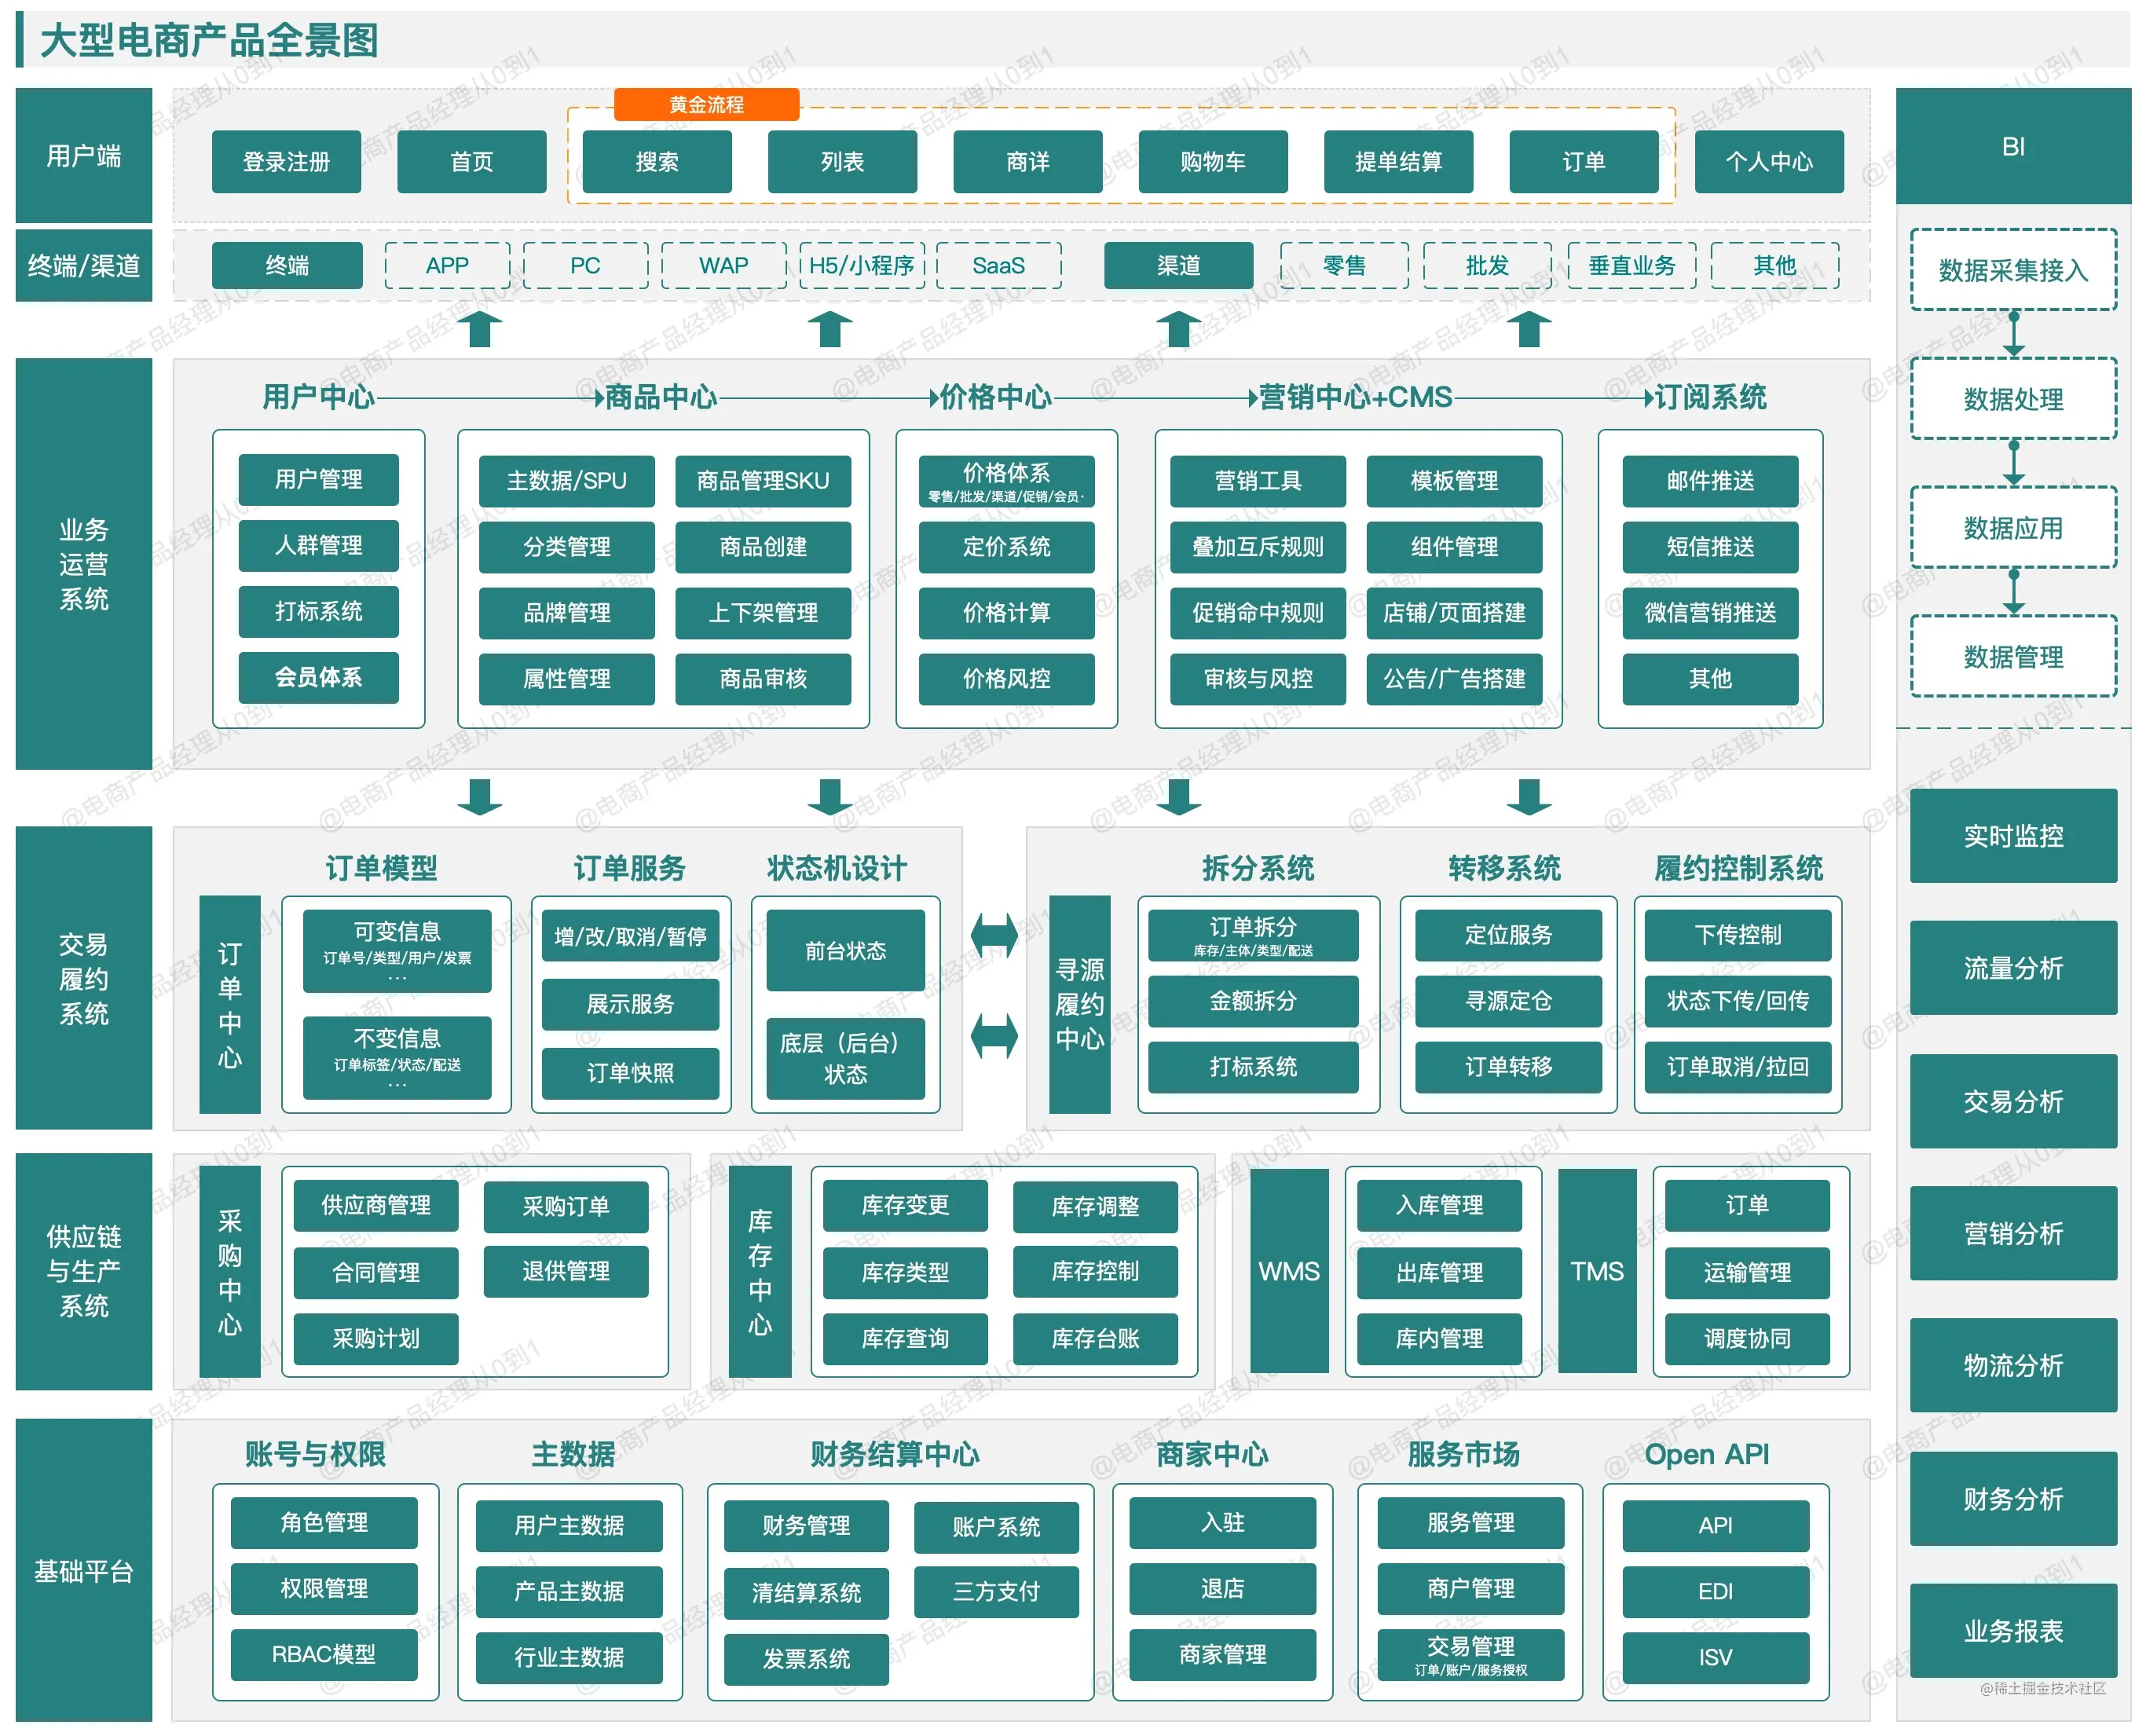 大型电商产品全景图
用户端
黄金流程
登录注册
首页
搜索
列表
商详
购物车
提单结算
订单
个人中心
终端/渠道
终端
APP
PC
WAP
H5/小程序
SaaS
渠道
零售
批发
垂直业务
其他
业务
运营
系统
用户中心
商品中心
价格中心
营销中心+CMS
订阅系统
用户管理
人群管理
打标系统
会员体系
主数据/SPU
商品管理SKU
分类管理
商品创建
品牌管理
上下架管理
属性管理
商品审核
价格体系
零售/批发/渠道/促销/会员·
定价系统
价格计算
价格风控
营销工具
模板管理
叠加互斥规则
组件管理
促销命中规则
店铺/页面搭建
审核与风控
公告/广告搭建
邮件推送
短信推送
微信营销推送
其他
交易
履约
系统
订单中心
订单模型
可变信息
订单号/类型/用户/发票
...
不变信息
订单标签/状态/配送
...
订单服务
增/改/取消/暂停
展示服务
订单快照
状态机设计
前台状态
底层（后台）
状态
寻源
履约
中心
拆分系统
订单拆分
库存/主体/类型/配送
金额拆分
打标系统
转移系统
定位服务
寻源定仓
订单转移
履约控制系统
下传控制
状态下传/回传
订单取消/拉回
供应链
与生产
系统
采购中心
供应商管理
采购订单
合同管理
退供管理
采购计划
库存中心
库存变更
库存调整
库存类型
库存控制
库存查询
库存台账
WMS
入库管理
出库管理
库内管理
TMS
订单
运输管理
调度协同
基础平台
账号与权限
角色管理
权限管理
RBAC模型
主数据
用户主数据
产品主数据
行业主数据
财务结算中心
财务管理
账户系统
清结算系统
三方支付
发票系统
商家中心
入驻
退店
商家管理
服务市场
服务管理
商户管理
交易管理
订单/账户/服务授权
Open API
API
EDI
ISV
BI
数据采集接入
数据处理
数据应用
数据管理
实时监控
流量分析
交易分析
营销分析
物流分析
财务分析
业务报表
@稀土掘金技术社区
@电商产品经理从0到1